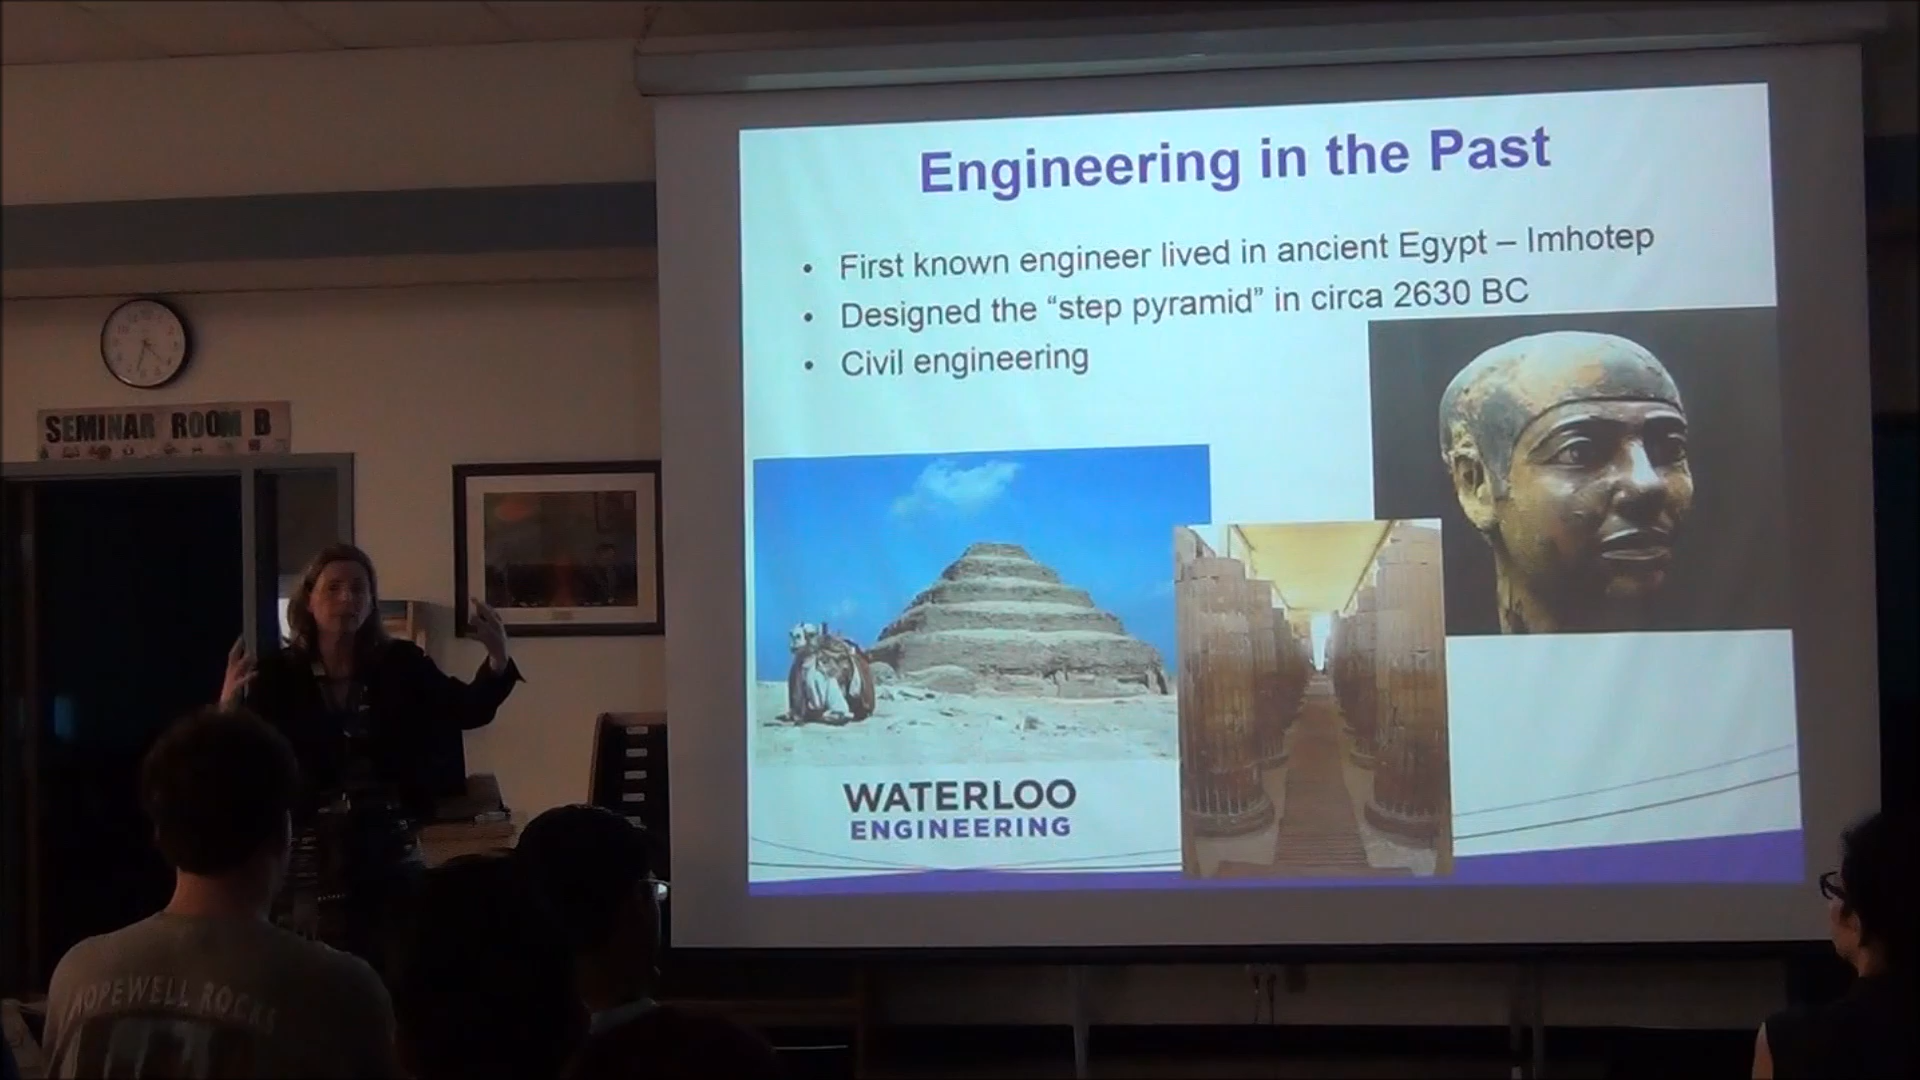 Engineering in the Past
• First known engineer lived in ancient Egypt – Imhotep
• Designed the “step pyramid” in circa 2630 BC
• Civil engineering
WATERLOO
ENGINEERING
SEMINAR ROOM B
HOPEWELL ROCKS